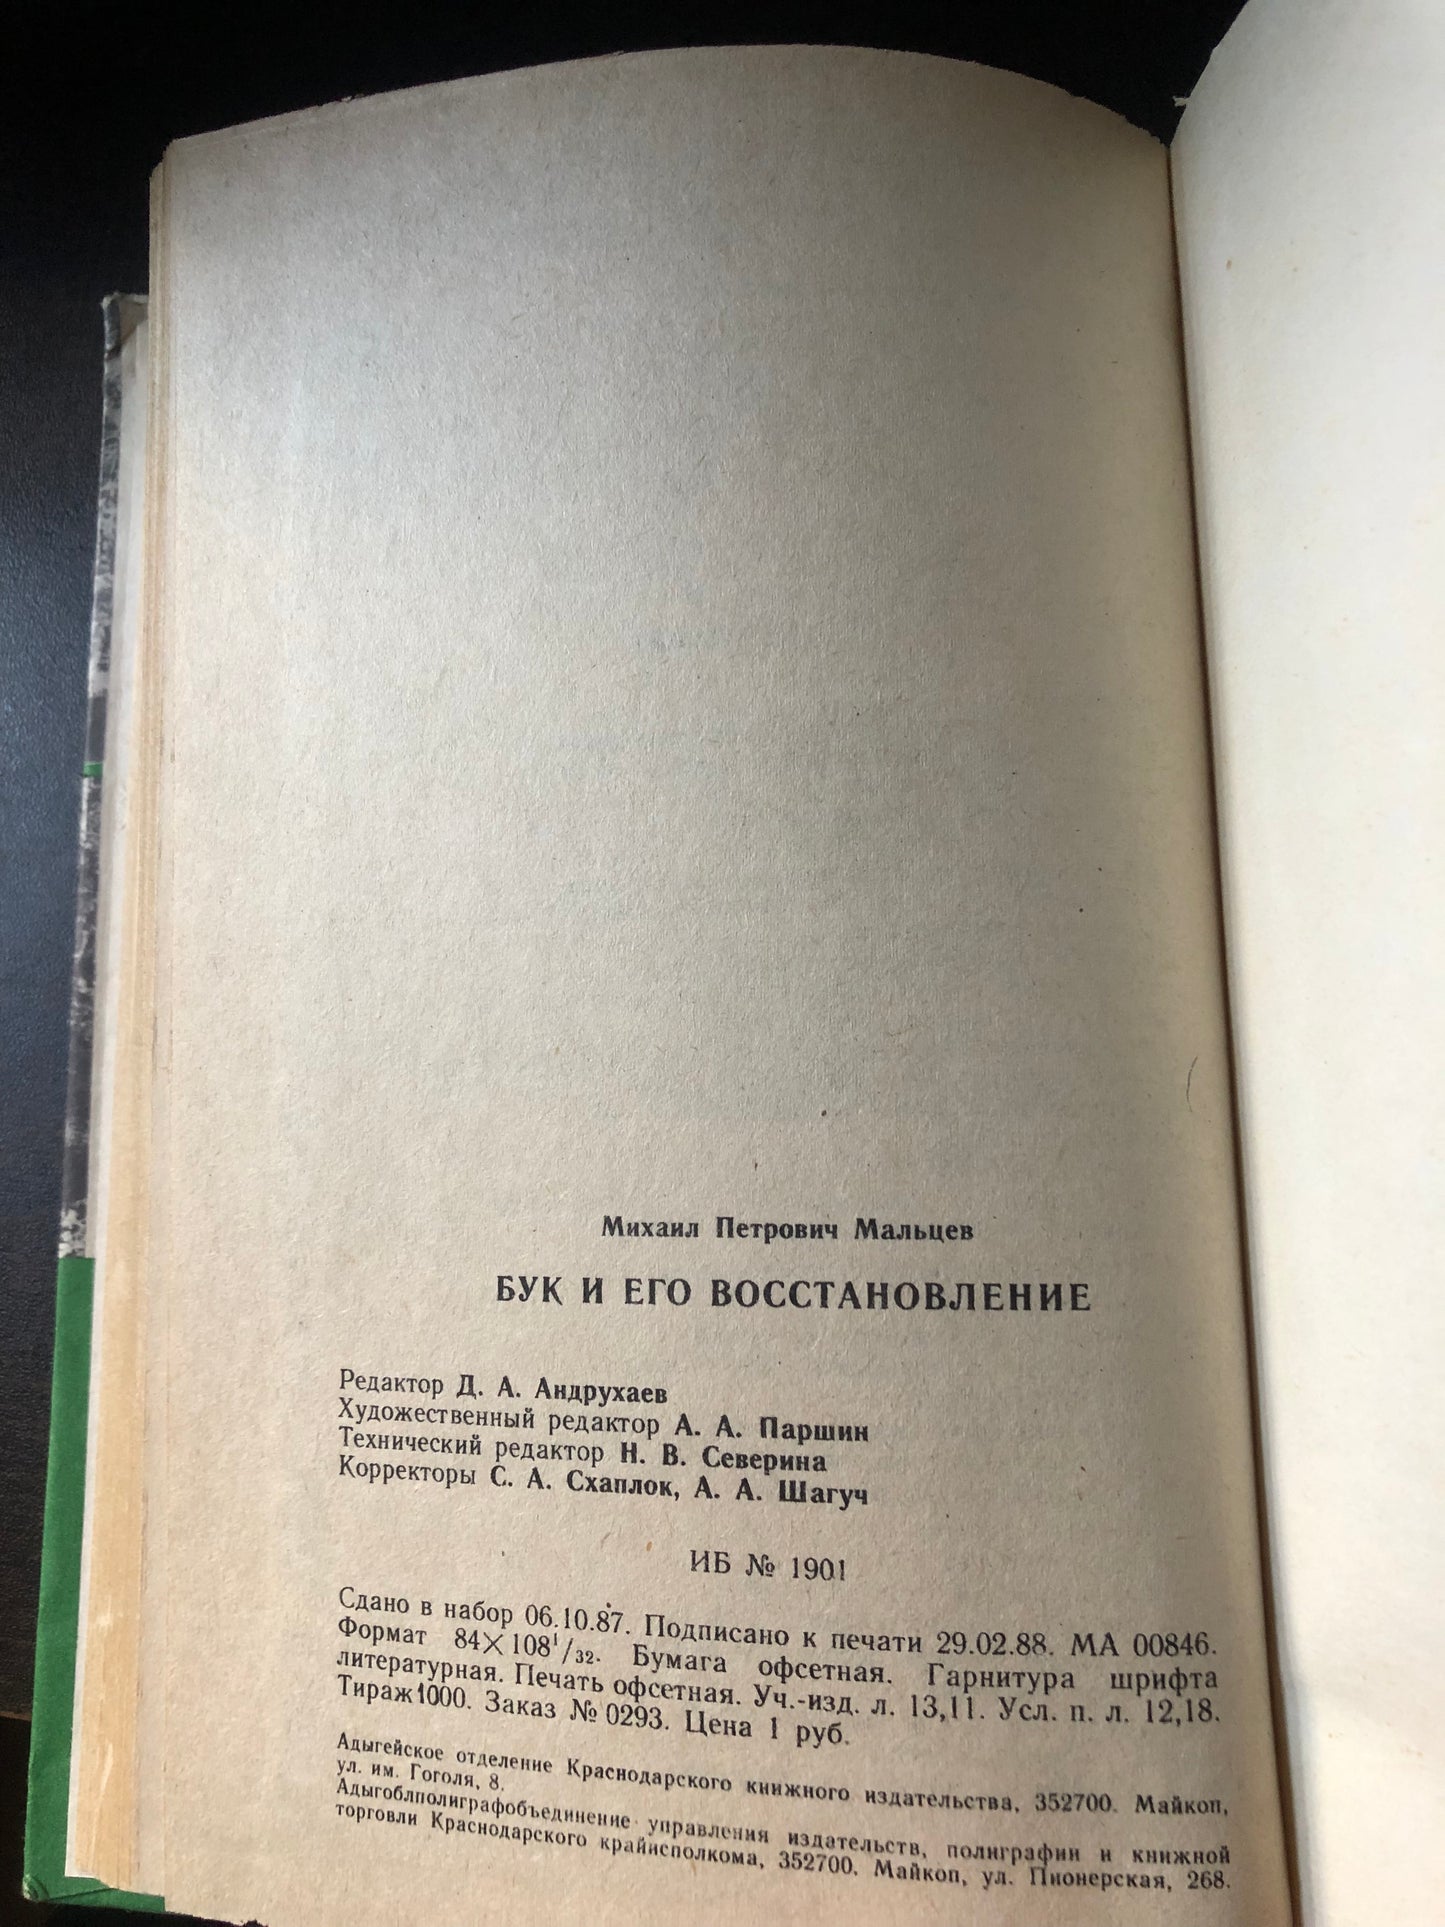 Михаил Петрович Мальцев
БУК И ЕГО ВОССТАНОВЛЕНИЕ
Редактор Д. А. Андрухаев
Художественный редактор А. А. Паршин
Технический редактор Н. В. Северина
Корректоры С. А. Схаплок, А. А. Шагуч
ИБ № 1901
Сдано в набор 06.10.87. Подписано к печати 29.02.88. МА 00846.
Формат 84×108¹/₃₂. Бумага офсетная. Гарнитура шрифта
литературная. Печать офсетная. Уч.-изд. л. 13,11. Усл. п. л. 12,18.
Тираж 1000. Заказ № 0293. Цена 1 руб.
Адыгейское отделение Краснодарского книжного издательства, 352700. Майкоп,
ул. им. Гоголя, 8.
Адыгоблполиграфобъединение управления издательств, полиграфии и книжной
торговли Краснодарского крайисполкома, 352700. Майкоп, ул. Пионерская, 268.